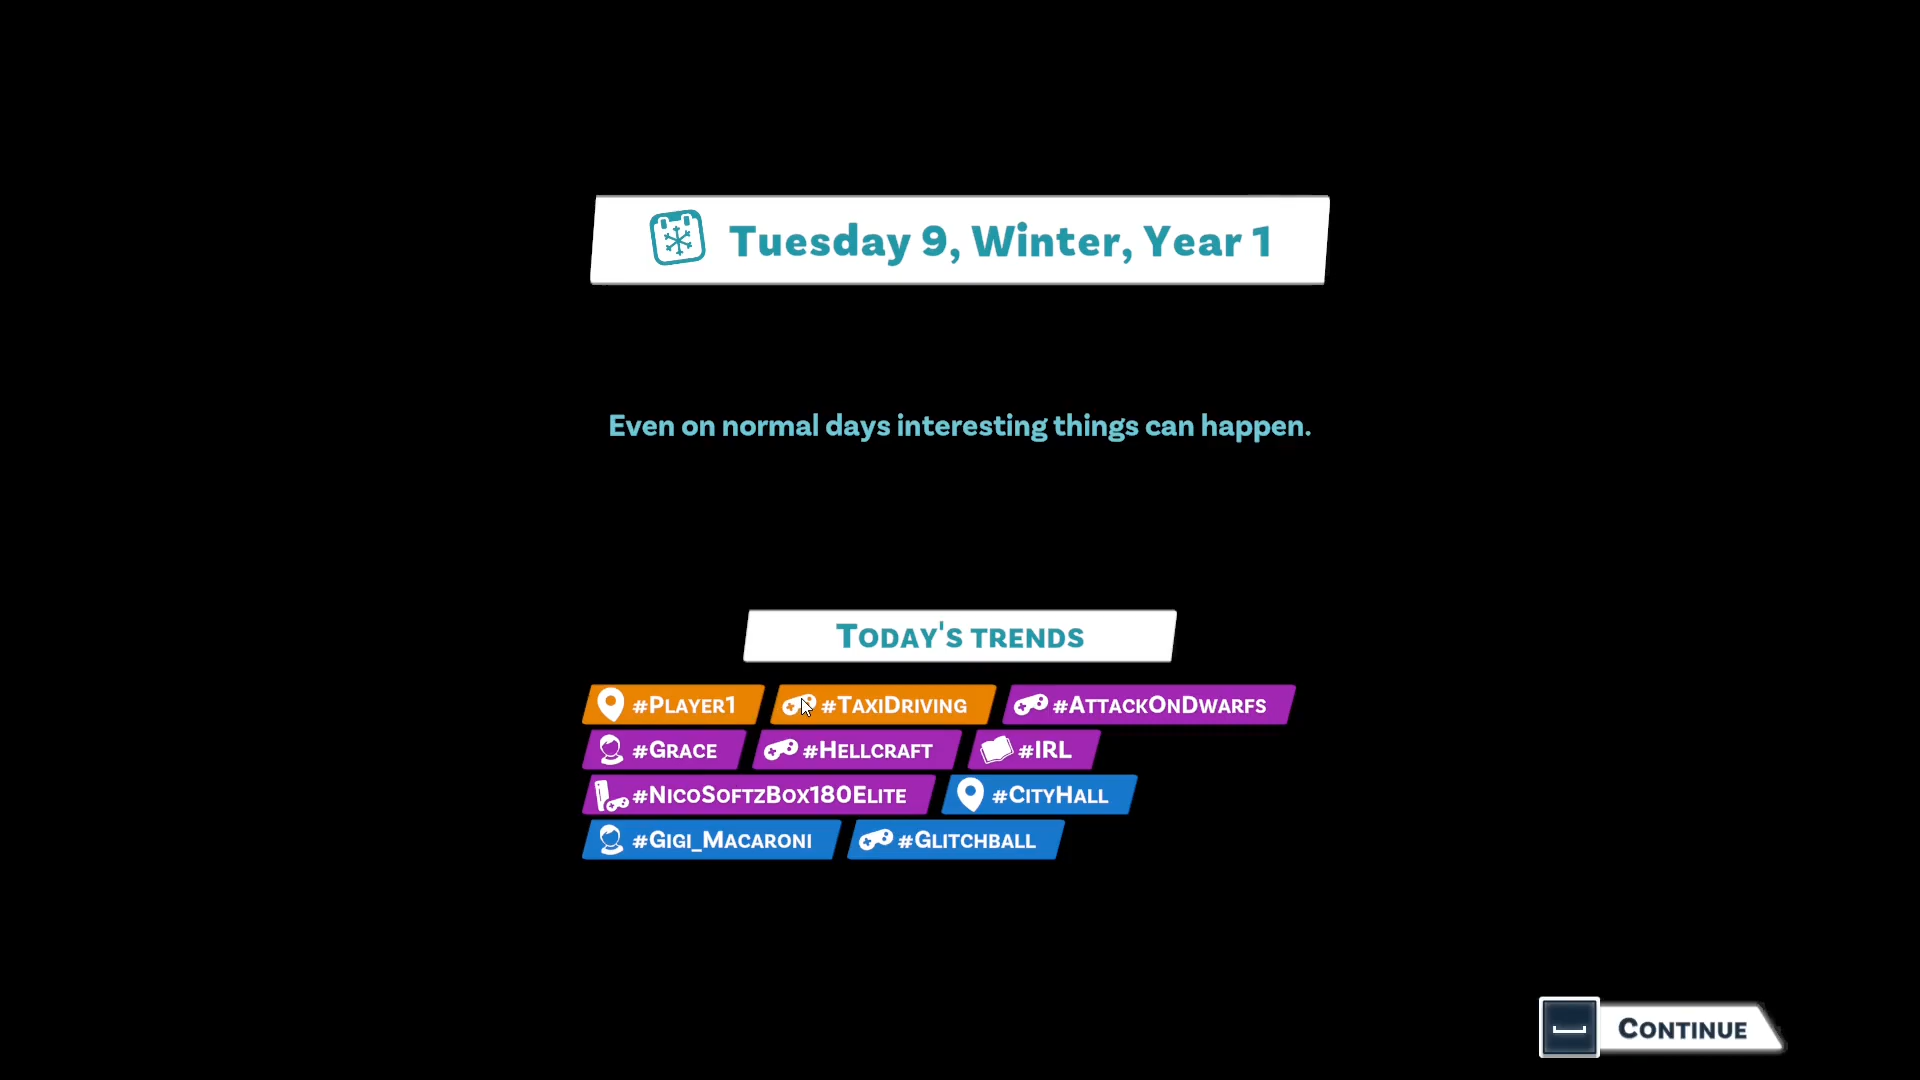 Tuesday 9, Winter, Year 1
Even on normal days interesting things can happen.
TODAY'S TRENDS
#PLAYER1 #TAXIDRIVING #ATTACKONDWARFS
#GRACE #HELLCRAFT #IRL
#NICOSOFTZBOX180ELITE #CITYHALL
#GIGI_MACARONI #GLITCHBALL
CONTINUE